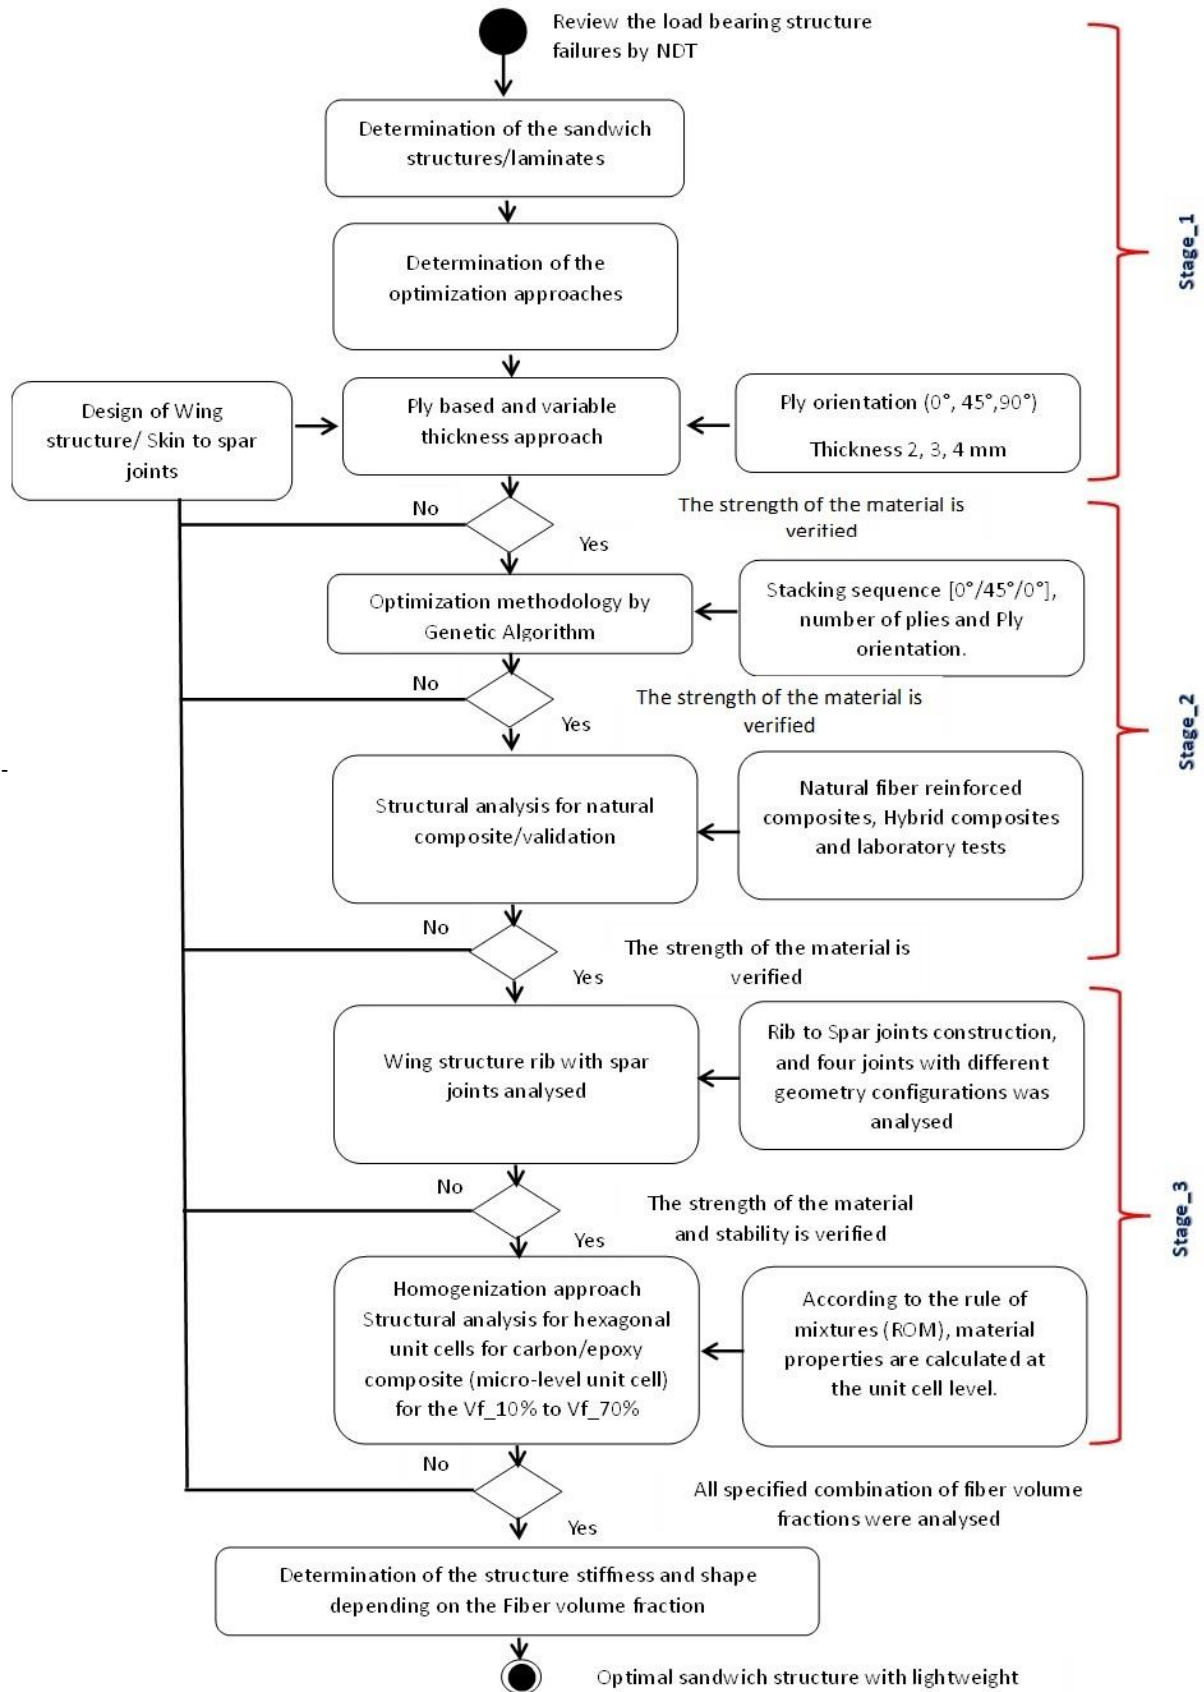 Review the load bearing structure
failures by NDT
Determination of the sandwich
structures/laminates
Determination of the
optimization approaches
Stage_1
Design of Wing
structure/ Skin to spar
joints
Ply based and variable
thickness approach
Ply orientation (0°, 45°,90°)
Thickness 2, 3, 4 mm
No
The strength of the material is
verified
Yes
Optimization methodology by
Genetic Algorithm
Stacking sequence [0°/45°/0°],
number of plies and Ply
orientation.
No
The strength of the material is
verified
Yes
Stage_2
-
Structural analysis for natural
composite/validation
Natural fiber reinforced
composites, Hybrid composites
and laboratory tests
No
The strength of the material is
verified
Yes
Wing structure rib with spar
joints analysed
Rib to Spar joints construction,
and four joints with different
geometry configurations was
analysed
No
The strength of the material
and stability is verified
Yes
Stage_3
Homogenization approach
Structural analysis for hexagonal
unit cells for carbon/epoxy
composite (micro-level unit cell)
for the Vf_10% to Vf_70%
According to the rule of
mixtures (ROM), material
properties are calculated at
the unit cell level.
No
All specified combination of fiber volume
fractions were analysed
Yes
Determination of the structure stiffness and shape
depending on the Fiber volume fraction
Optimal sandwich structure with lightweight